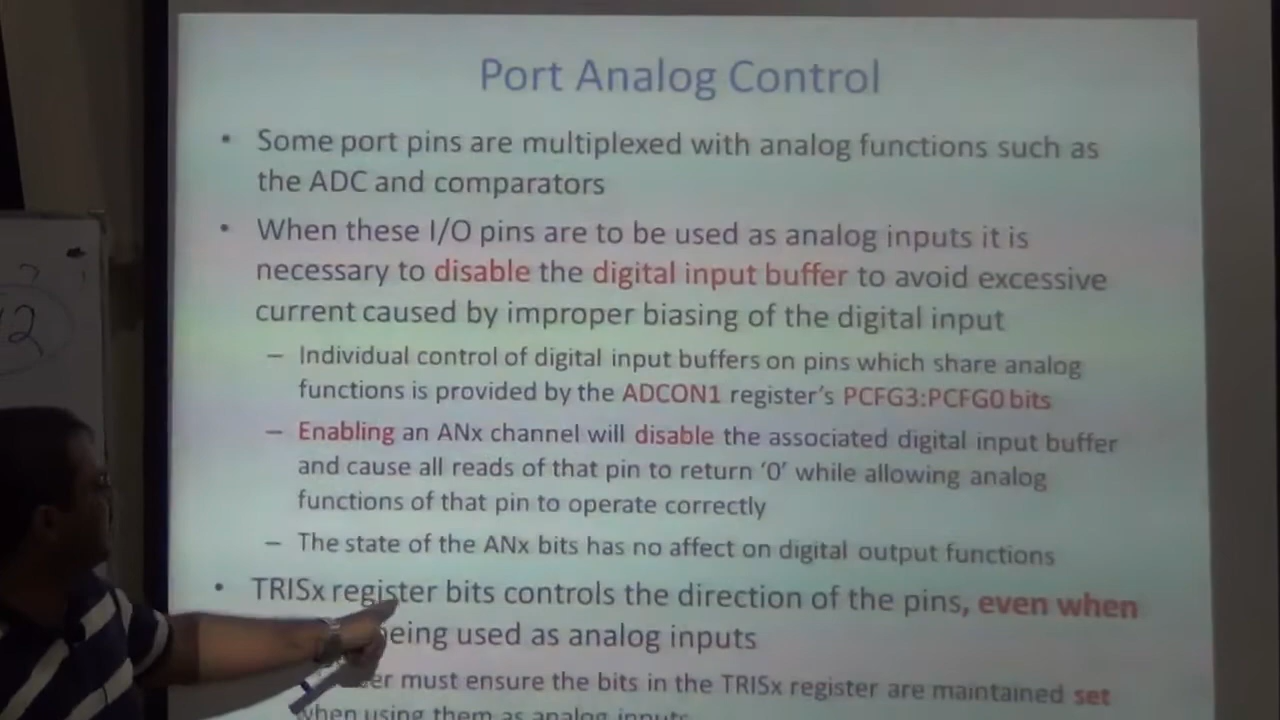 Port Analog Control
• Some port pins are multiplexed with analog functions such as
the ADC and comparators
• When these I/O pins are to be used as analog inputs it is
necessary to disable the digital input buffer to avoid excessive
current caused by improper biasing of the digital input
– Individual control of digital input buffers on pins which share analog
functions is provided by the ADCON1 register's PCFG3:PCFG0 bits
– Enabling an ANx channel will disable the associated digital input buffer
and cause all reads of that pin to return '0' while allowing analog
functions of that pin to operate correctly
– The state of the ANx bits has no affect on digital output functions
• TRISx register bits controls the direction of the pins, even when
being used as analog inputs
must ensure the bits in the TRISx register are maintained set
when using them as analog inputs